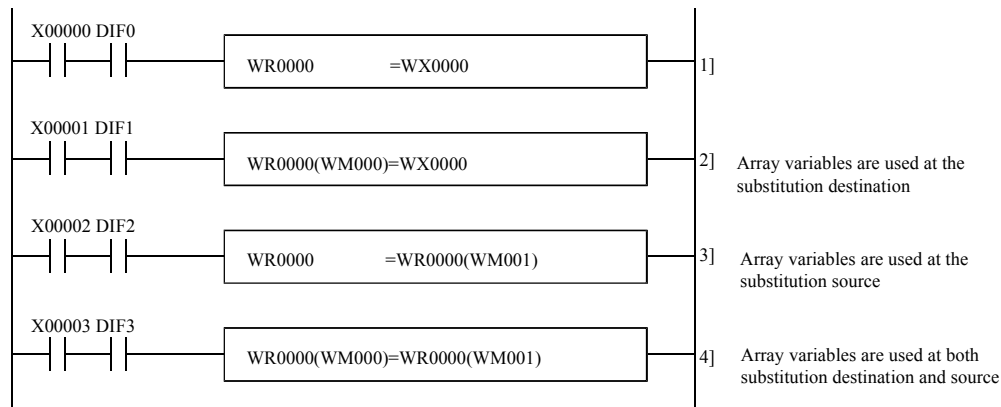 X00000 DIF0
WR0000 =WX0000 1]
X00001 DIF1
WR0000(WM000)=WX0000 2] Array variables are used at the
substitution destination
X00002 DIF2
WR0000 =WR0000(WM001) 3] Array variables are used at the
substitution source
X00003 DIF3
WR0000(WM000)=WR0000(WM001) 4] Array variables are used at both
substitution destination and source